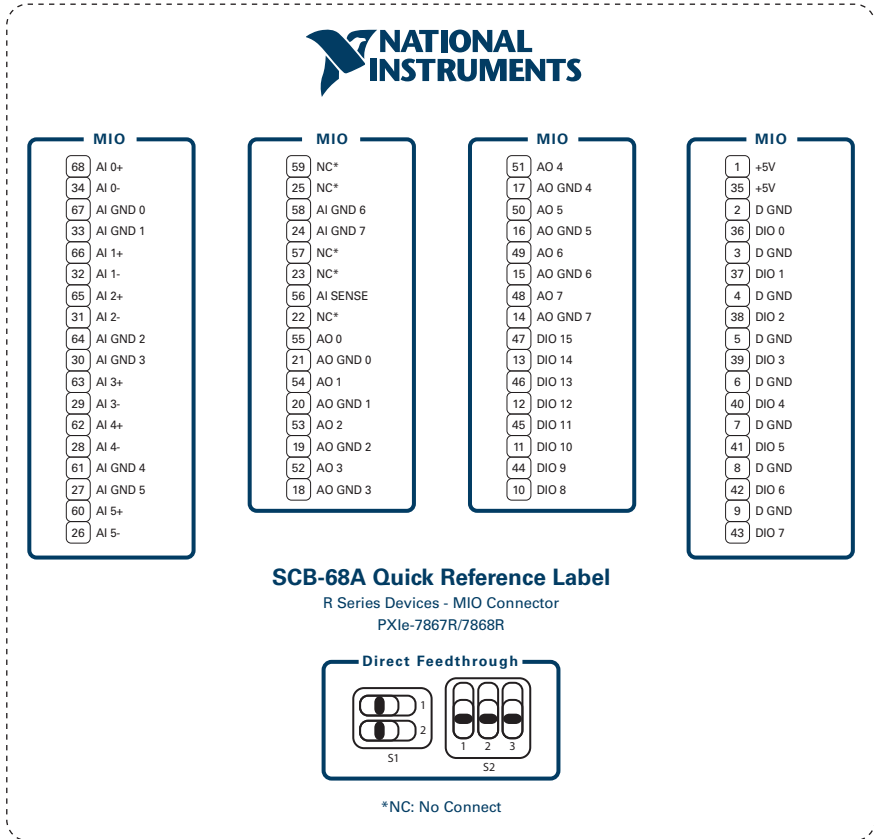 NATIONAL
INSTRUMENTS
MIO
68 AI 0+
34 AI 0-
67 AI GND 0
33 AI GND 1
66 AI 1+
32 AI 1-
65 AI 2+
31 AI 2-
64 AI GND 2
30 AI GND 3
63 AI 3+
29 AI 3-
62 AI 4+
28 AI 4-
61 AI GND 4
27 AI GND 5
60 AI 5+
26 AI 5-
MIO
59 NC*
25 NC*
58 AI GND 6
24 AI GND 7
57 NC*
23 NC*
56 AI SENSE
22 NC*
55 AO 0
21 AO GND 0
54 AO 1
20 AO GND 1
53 AO 2
19 AO GND 2
52 AO 3
18 AO GND 3
MIO
51 AO 4
17 AO GND 4
50 AO 5
16 AO GND 5
49 AO 6
15 AO GND 6
48 AO 7
14 AO GND 7
47 DIO 15
13 DIO 14
46 DIO 13
12 DIO 12
45 DIO 11
11 DIO 10
44 DIO 9
10 DIO 8
MIO
1 +5V
35 +5V
2 D GND
36 DIO 0
3 D GND
37 DIO 1
4 D GND
38 DIO 2
5 D GND
39 DIO 3
6 D GND
40 DIO 4
7 D GND
41 DIO 5
8 D GND
42 DIO 6
9 D GND
43 DIO 7
SCB-68A Quick Reference Label
R Series Devices - MIO Connector
PXIe-7867R/7868R
Direct Feedthrough
1
2
S1
1 2 3
S2
*NC: No Connect